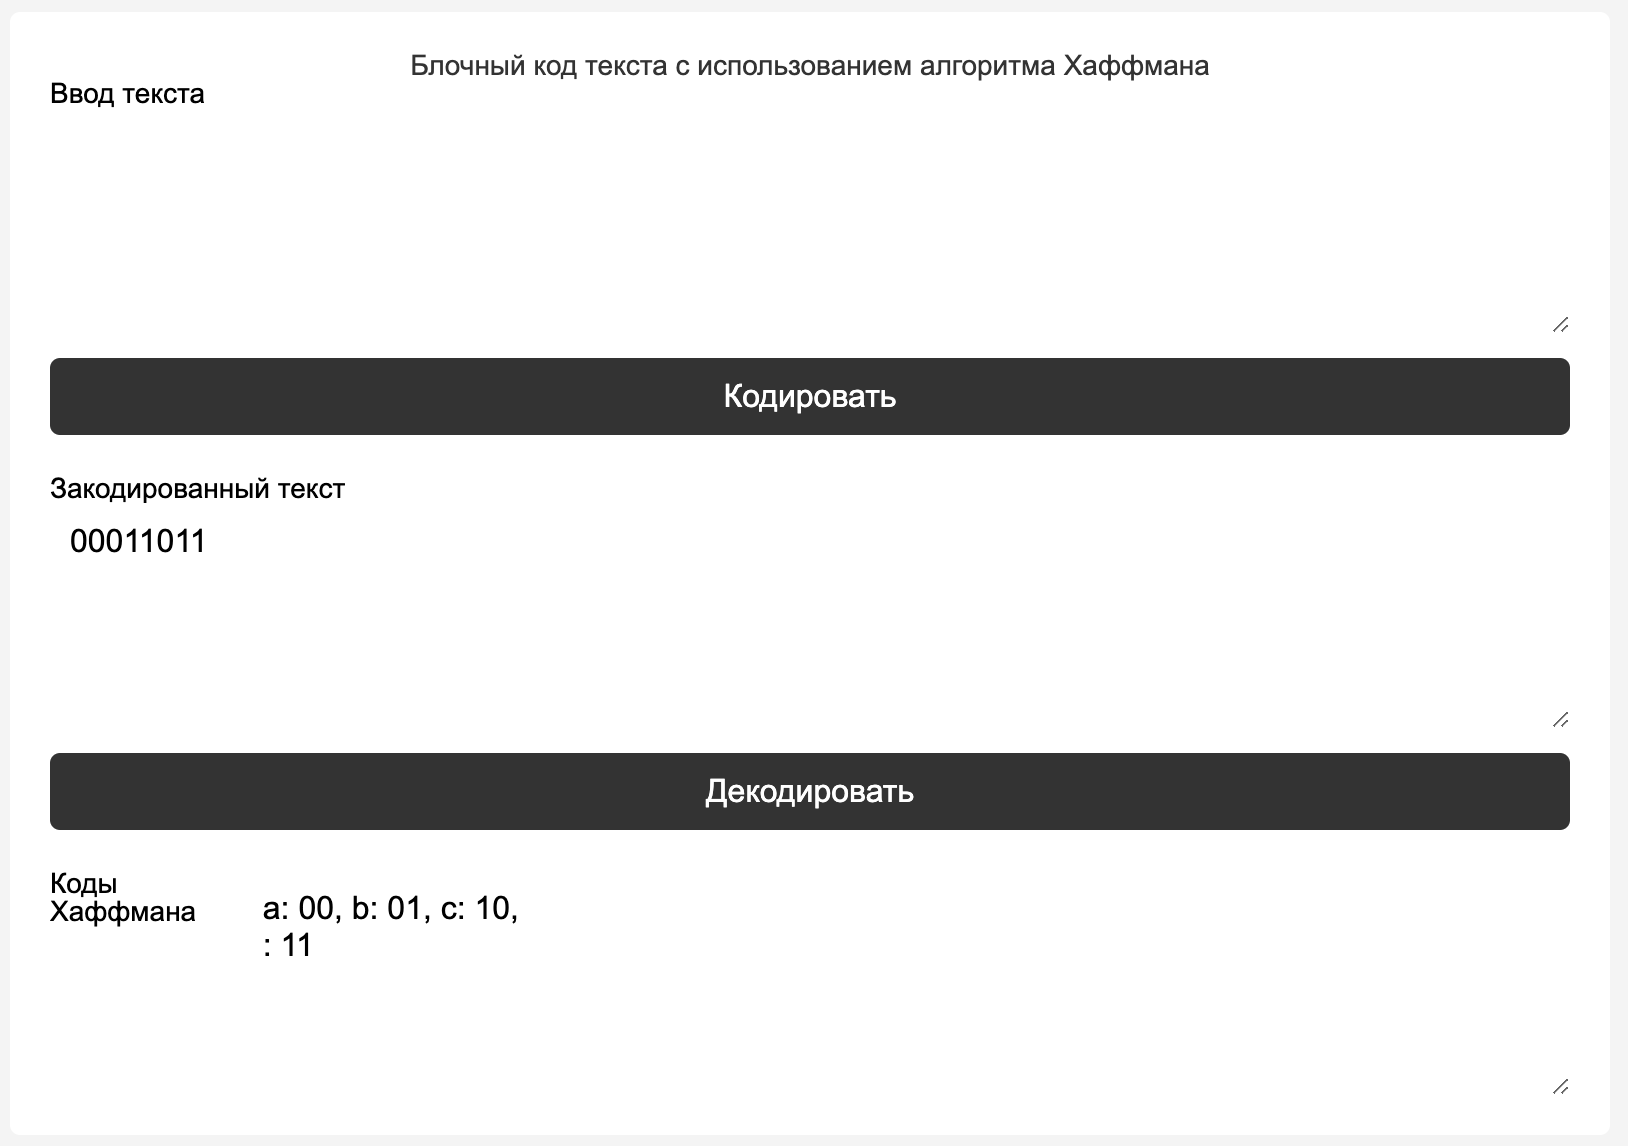 Блочный код текста с использованием алгоритма Хаффмана
Ввод текста
Кодировать
Закодированный текст
00011011
Декодировать
Коды
Хаффмана
a: 00, b: 01, c: 10,
: 11